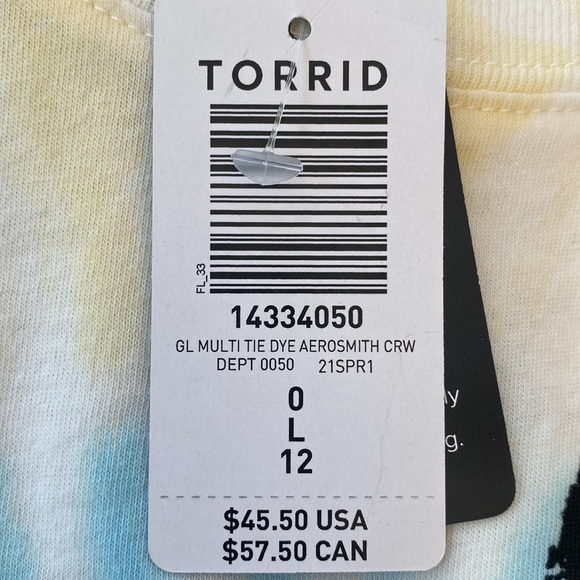 TORRID
FL_33
14334050
GL MULTI TIE DYE AEROSMITH CRW
DEPT 0050 21SPR1
0
L
12
ly
g.
$45.50 USA
$57.50 CAN